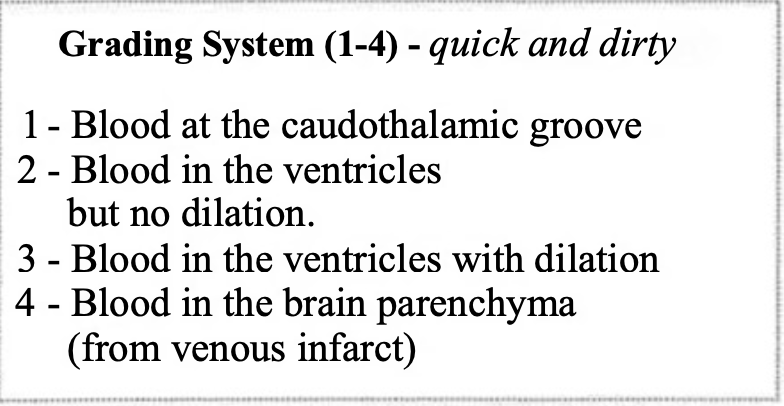 Grading System (1-4) - quick and dirty
1 - Blood at the caudothalamic groove
2 - Blood in the ventricles
but no dilation.
3 - Blood in the ventricles with dilation
4 - Blood in the brain parenchyma
(from venous infarct)